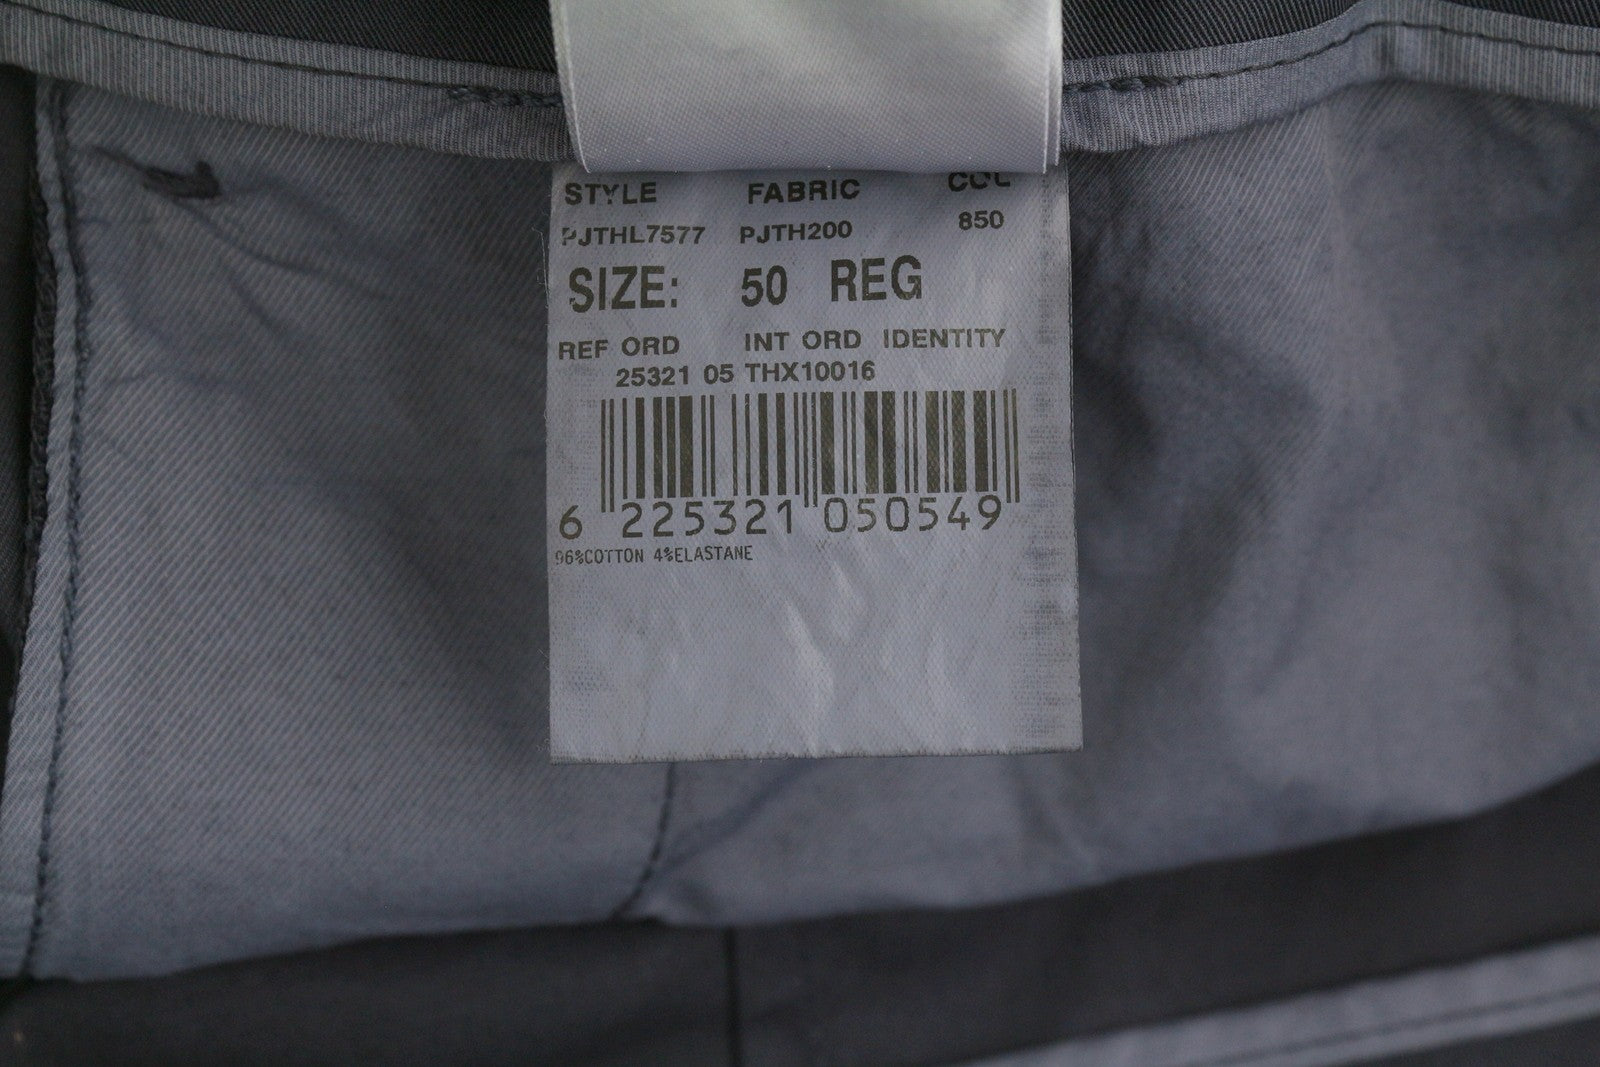 STYLE FABRIC COL
PJTHL7577 PJTH200 850
SIZE: 50 REG
REF ORD INT ORD IDENTITY
25321 05 THX10016
6 225321 050549
96%COTTON 4%ELASTANE